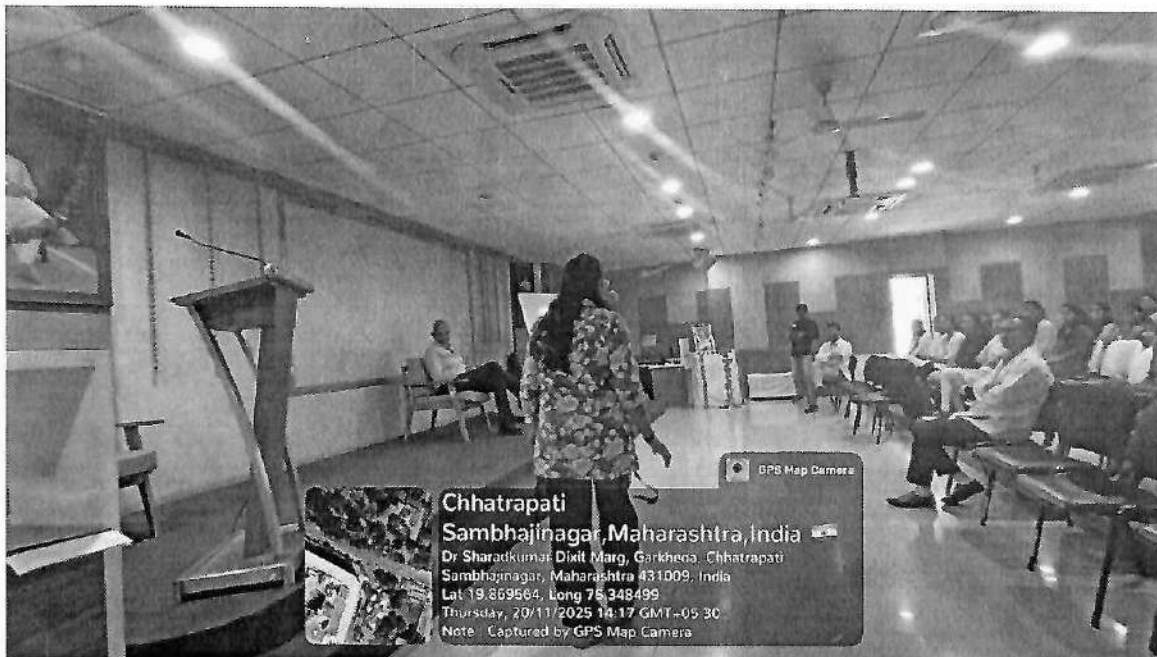 GPS Map Camera
Chhatrapati
Sambhajinagar,Maharashtra,India
Dr Sharadkumar Dixit Marg, Garkheda, Chhatrapati
Sambhajinagar, Maharashtra 431009, India
Lat 19.869564, Long 75.348499
Thursday, 20/11/2025 14:17 GMT+05:30
Note : Captured by GPS Map Camera